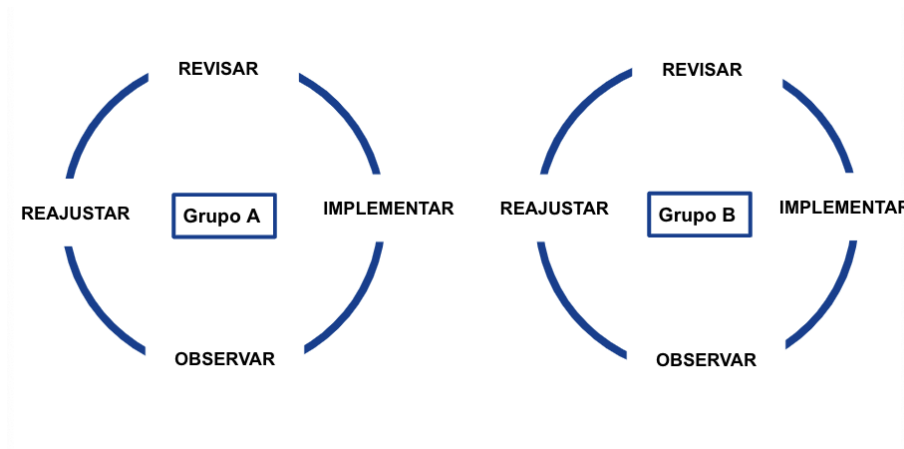 REVISAR
REAJUSTAR
Grupo A
IMPLEMENTAR
OBSERVAR
REVISAR
REAJUSTAR
Grupo B
IMPLEMENTAR
OBSERVAR